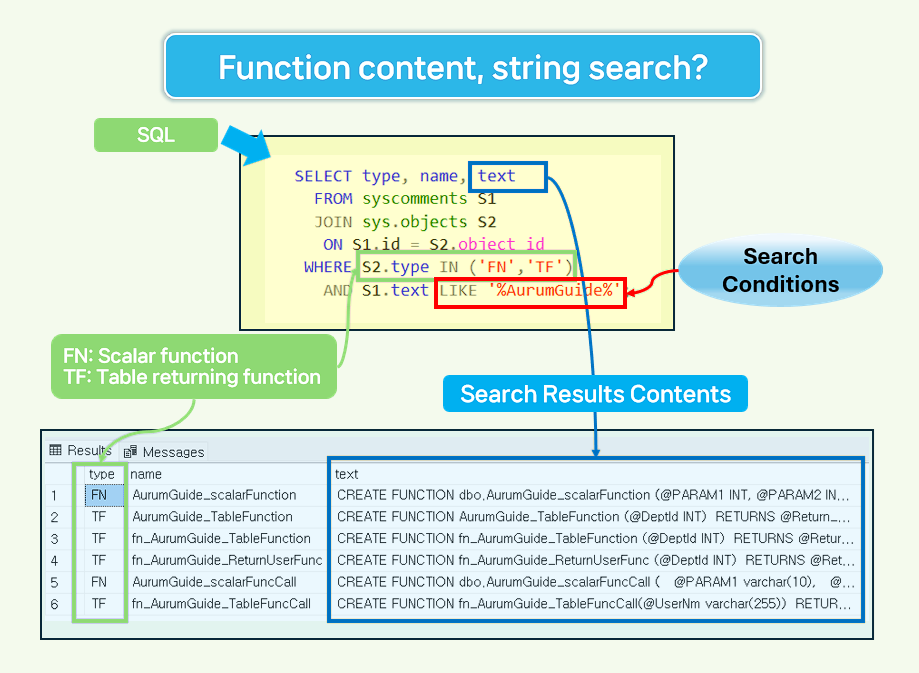 Function content, string search?
SQL
SELECT type, name, text
FROM syscomments S1
JOIN sys.objects S2
ON S1.id = S2.object_id
WHERE S2.type IN ('FN','TF')
AND S1.text LIKE '%AurumGuide%'
Search
Conditions
FN: Scalar function
TF: Table returning function
Search Results Contents
Results Messages
type name text
1 FN AurumGuide_scalarFunction CREATE FUNCTION dbo.AurumGuide_scalarFunction (@PARAM1 INT, @PARAM2 IN...
2 TF AurumGuide_TableFunction CREATE FUNCTION AurumGuide_TableFunction (@DeptId INT) RETURNS @Return_...
3 TF fn_AurumGuide_TableFunction CREATE FUNCTION fn_AurumGuide_TableFunction (@DeptId INT) RETURNS @Retur...
4 TF fn_AurumGuide_ReturnUserFunc CREATE FUNCTION fn_AurumGuide_ReturnUserFunc (@DeptId INT) RETURNS @Ret...
5 FN AurumGuide_scalarFuncCall CREATE FUNCTION dbo.AurumGuide_scalarFuncCall ( @PARAM1 varchar(10), @...
6 TF fn_AurumGuide_TableFuncCall CREATE FUNCTION fn_AurumGuide_TableFuncCall(@UserNm varchar(255)) RETUR...